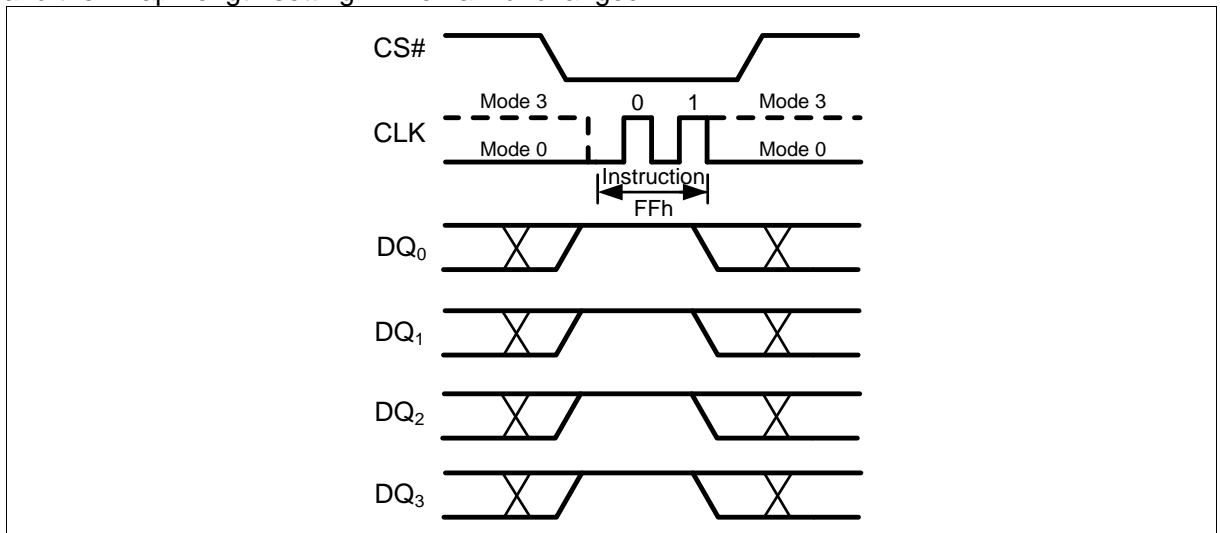 CS#
Mode 3 0 1 Mode 3
CLK
Mode 0 Mode 0
Instruction
FFh
DQ₀
DQ₁
DQ₂
DQ₃